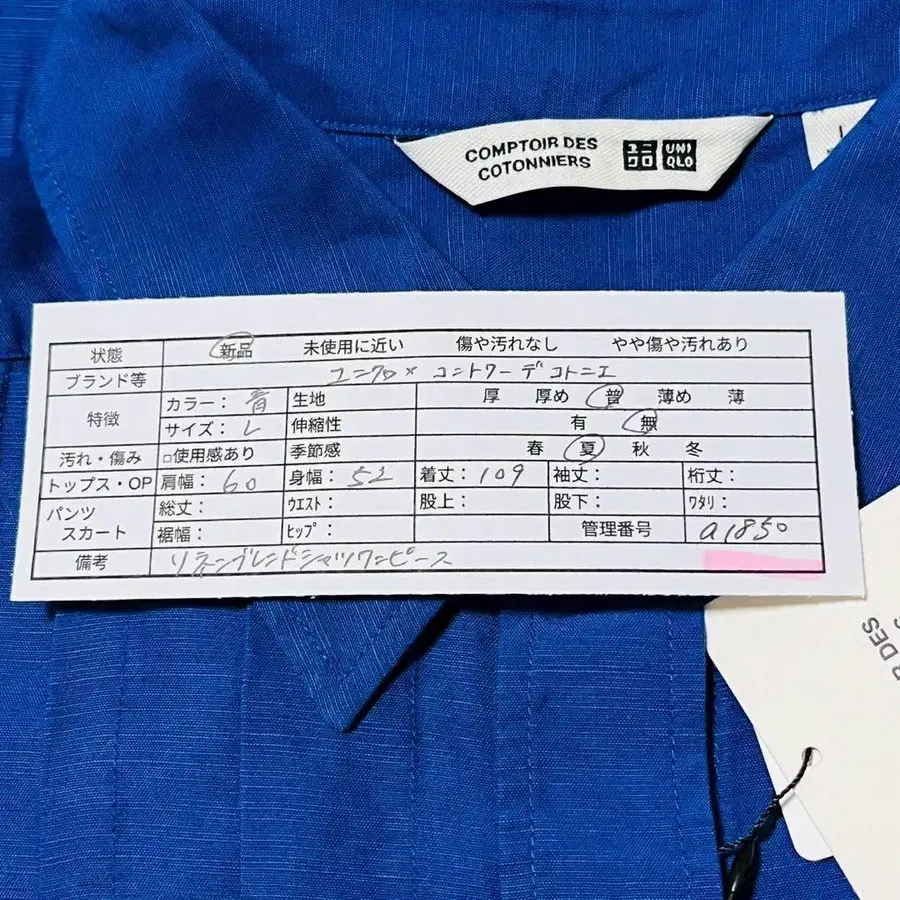 COMPTOIR DES
COTONNIERS
ユニ
クロ
UNI
QLO
L
状態 新品 未使用に近い 傷や汚れなし やや傷や汚れあり
ブランド等 ユニクロ×コントワーデコトニエ
特徴 カラー：青 生地 厚 厚め 普 薄め 薄
サイズ：L 伸縮性 有 無
汚れ・傷み □使用感あり 季節感 春 夏 秋 冬
トップス・OP 肩幅：60 身幅：52 着丈：109 袖丈： 裄丈：
パンツ スカート 総丈： ウエスト： 股上： 股下： ワタリ：
裾幅： ヒップ： 管理番号 a1850
備考 リネンブレンドシャツワンピース
DES